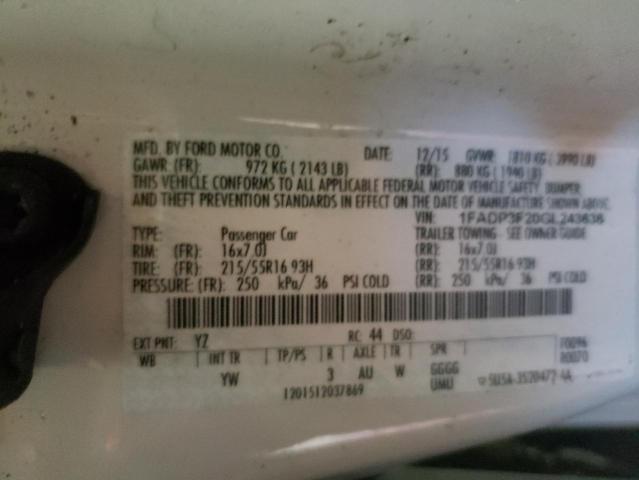 MFD. BY FORD MOTOR CO. DATE: 12/15 GVWR: 1810 KG ( 3990 LB)
GAWR (FR): 972 KG ( 2143 LB) (RR): 880 KG ( 1940 LB)
THIS VEHICLE CONFORMS TO ALL APPLICABLE FEDERAL MOTOR VEHICLE SAFETY, BUMPER,
AND THEFT PREVENTION STANDARDS IN EFFECT ON THE DATE OF MANUFACTURE SHOWN ABOVE.
VIN: 1FADP3F20GL243636
TYPE: Passenger Car TRAILER TOWING - SEE OWNER GUIDE
RIM: (FR): 16x7.0J (RR): 16x7.0J
TIRE: (FR): 215/55R16 93H (RR): 215/55R16 93H
PRESSURE: (FR): 250 kPa/ 36 PSI COLD (RR): 250 kPa/ 36 PSI COLD
EXT PNT: YZ RC: 44 DSO: F0096
WB INT TR TP/PS R AXLE TR SPR R0070
YW 3 AU W GGGG
UMU
1201512037869